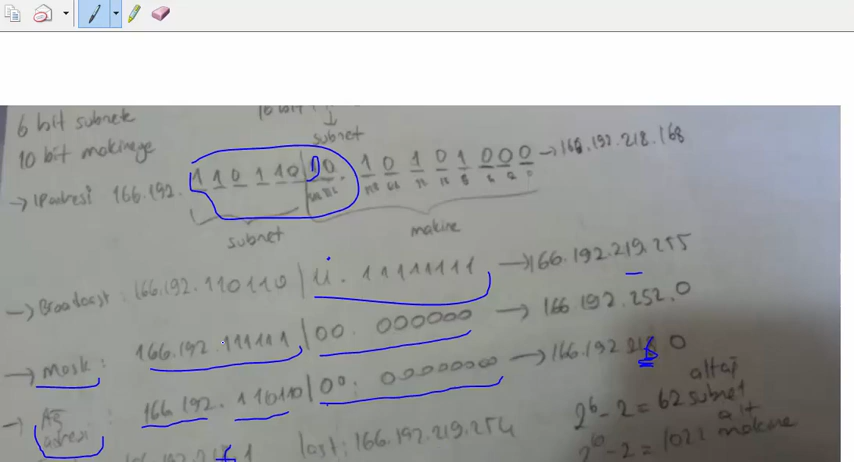 6 bit subnete
10 bit
10 bit makineye
subnet
→ IP adresi 166.192. 1 1 0 1 1 0 | 1 0 . 1 0 1 0 1 0 0 0 → 166.192.218.168
subnet
makine
→ Broadcast : 166.192.110110 | 11.11111111 → 166.192.219.255
→ Mask : 166.192.111111 | 00. 000000 → 166.192.252.0
→ Ağ adresi 166.192.110110 | 00. 00000000 → 166.192.21 0
altağ
2⁶-2 = 62 subnet
last: 166.192.219.254
alt
2¹⁰-2 = 1022 makine